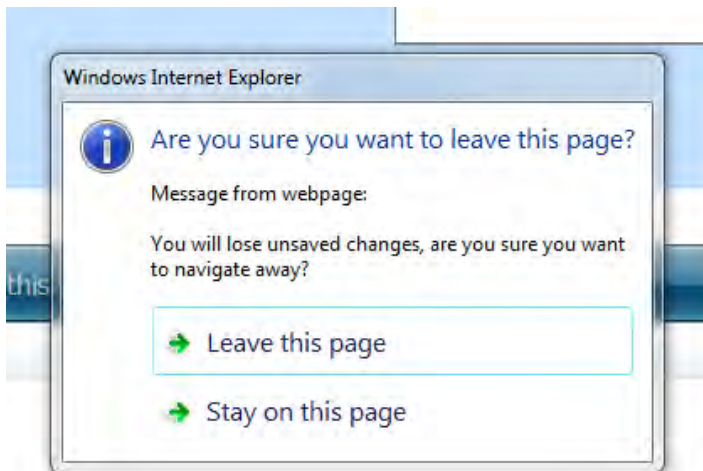 Windows Internet Explorer
Are you sure you want to leave this page?
Message from webpage:
You will lose unsaved changes, are you sure you want
to navigate away?
this
Leave this page
Stay on this page